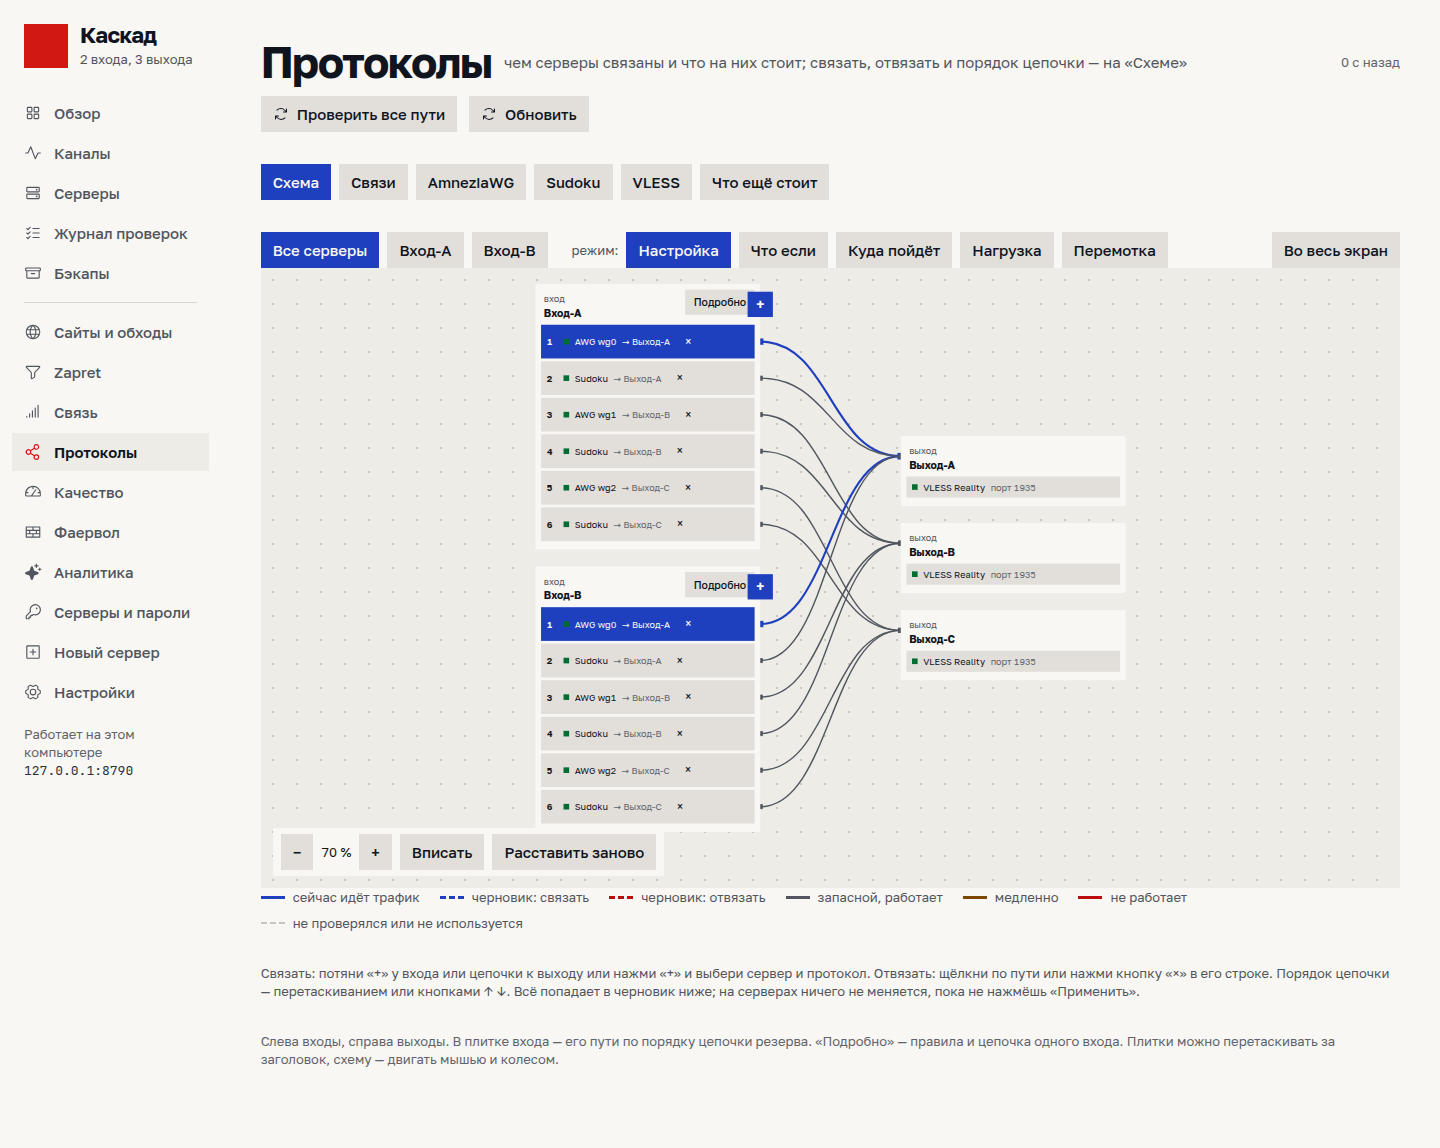 Каскад
2 входа, 3 выхода
Обзор
Каналы
Серверы
Журнал проверок
Бэкапы
Сайты и обходы
Zapret
Связь
Протоколы
Качество
Фаервол
Аналитика
Серверы и пароли
Новый сервер
Настройки
Работает на этом
компьютере
127.0.0.1:8790
Протоколы чем серверы связаны и что на них стоит; связать, отвязать и порядок цепочки — на «Схеме» 0 с назад
Проверить все пути Обновить
Схема Связи AmneziaWG Sudoku VLESS Что ещё стоит
Все серверы Вход-А Вход-В режим: Настройка Что если Куда пойдёт Нагрузка Перемотка Во весь экран
вход
Вход-А
Подробно +
1 AWG wg0 → Выход-А ×
2 Sudoku → Выход-А ×
3 AWG wg1 → Выход-В ×
4 Sudoku → Выход-В ×
5 AWG wg2 → Выход-С ×
6 Sudoku → Выход-С ×
вход
Вход-В
Подробно +
1 AWG wg0 → Выход-А ×
2 Sudoku → Выход-А ×
3 AWG wg1 → Выход-В ×
4 Sudoku → Выход-В ×
5 AWG wg2 → Выход-С ×
6 Sudoku → Выход-С ×
выход
Выход-А
VLESS Reality порт 1935
выход
Выход-В
VLESS Reality порт 1935
выход
Выход-С
VLESS Reality порт 1935
− 70 % + Вписать Расставить заново
сейчас идёт трафик черновик: связать черновик: отвязать запасной, работает медленно не работает
не проверялся или не используется
Связать: потяни «+» у входа или цепочки к выходу или нажми «+» и выбери сервер и протокол. Отвязать: щёлкни по пути или нажми кнопку «×» в его строке. Порядок цепочки
— перетаскиванием или кнопками ↑ ↓. Всё попадает в черновик ниже; на серверах ничего не меняется, пока не нажмёшь «Применить».
Слева входы, справа выходы. В плитке входа — его пути по порядку цепочки резерва. «Подробно» — правила и цепочка одного входа. Плитки можно перетаскивать за
заголовок, схему — двигать мышью и колесом.